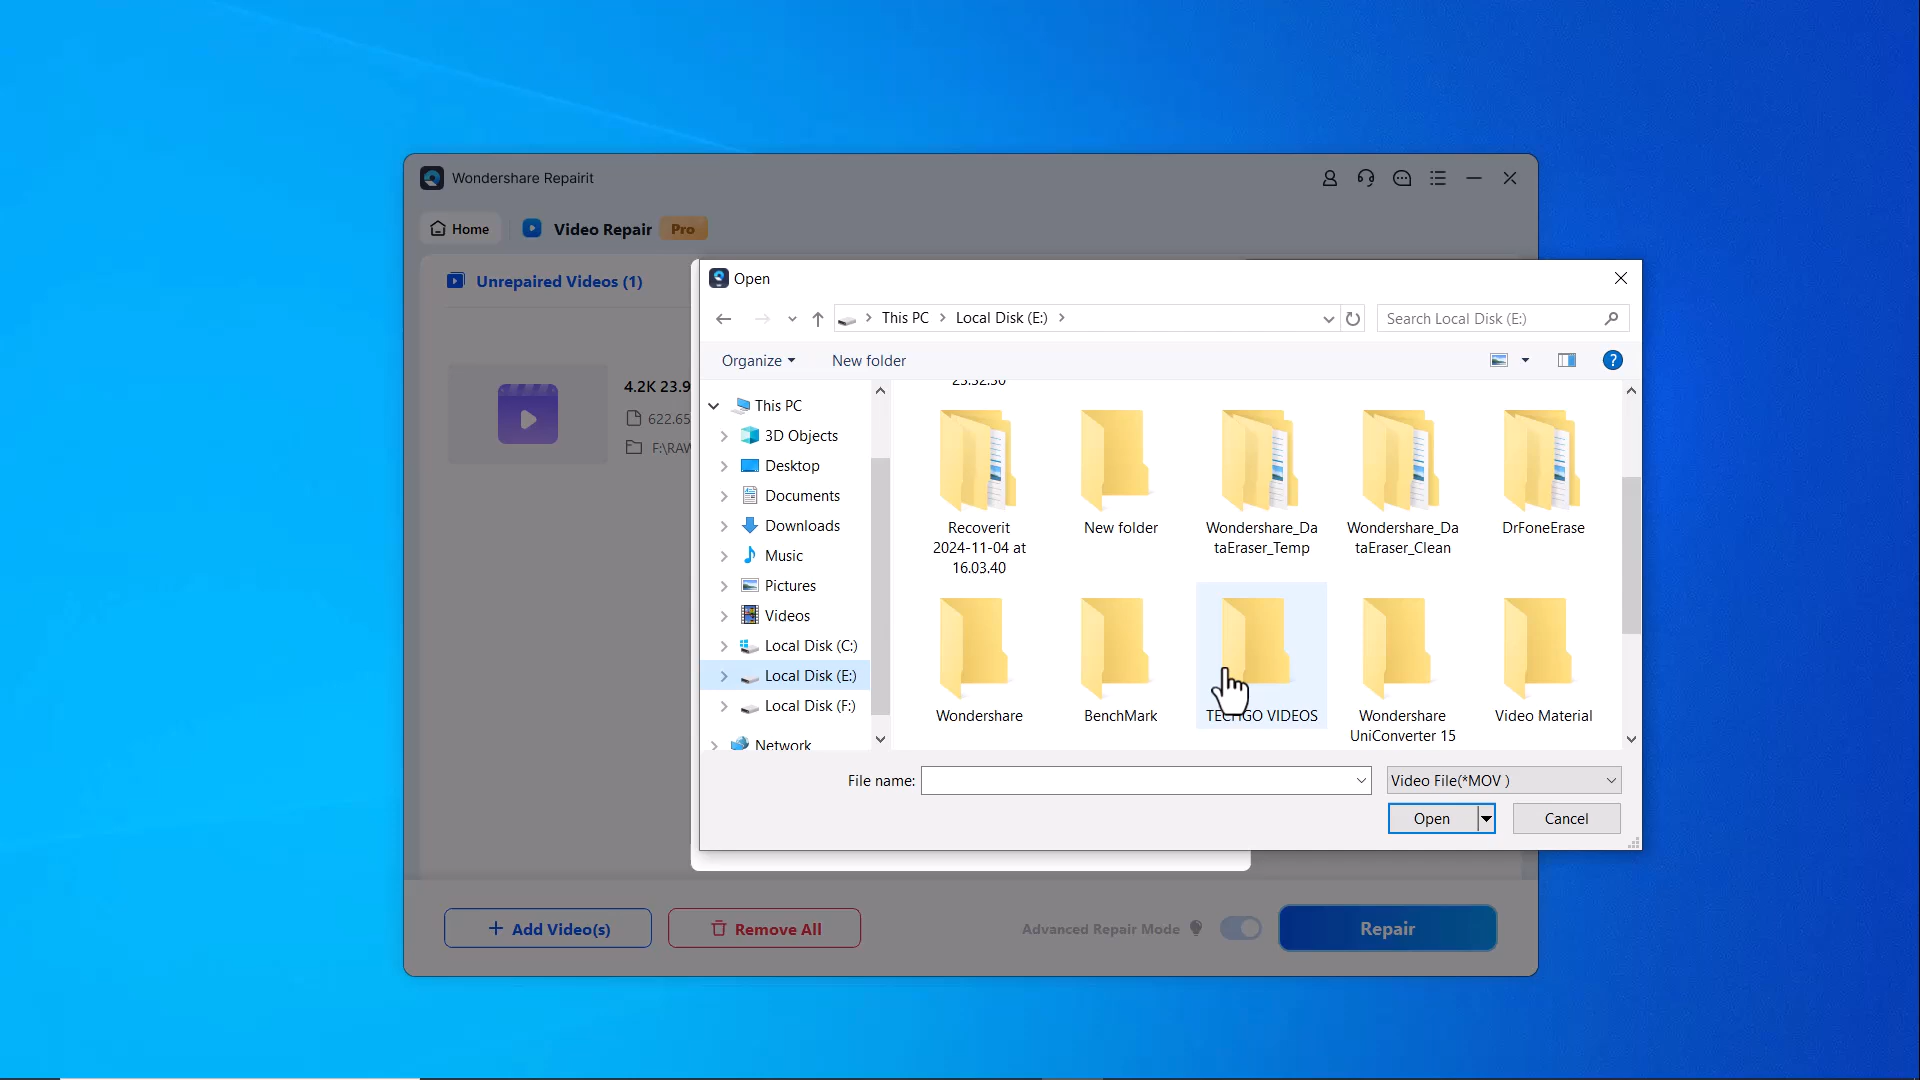 Wondershare Repairit
Home
Video Repair
Pro
Unrepaired Videos (1)
4.2K 23.9
622.65
F:\RAW
Open
This PC
Local Disk (E:)
Search Local Disk (E:)
Organize
New folder
?
This PC
3D Objects
Desktop
Documents
Downloads
Music
Pictures
Videos
Local Disk (C:)
Local Disk (E:)
Local Disk (F:)
Network
23.32.30
Recoverit
2024-11-04 at
16.03.40
New folder
Wondershare_Da
taEraser_Temp
Wondershare_Da
taEraser_Clean
DrFoneErase
Wondershare
BenchMark
TECHGO VIDEOS
Wondershare
UniConverter 15
Video Material
File name:
Video File(*MOV )
Open
Cancel
+ Add Video(s)
Remove All
Advanced Repair Mode
Repair